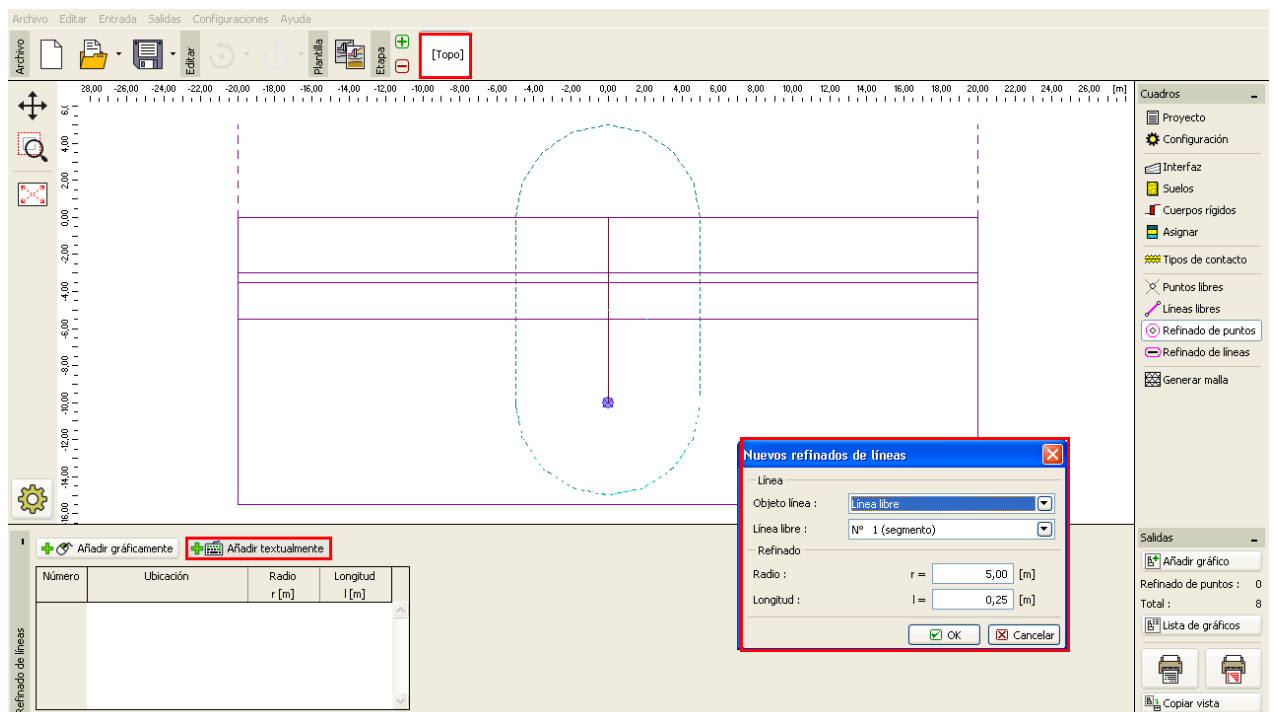 Archivo Editar Entrada Salidas Configuraciones Ayuda
Archivo
Editar
Plantilla
Etapa
[Topo]
28,00 -26,00 -24,00 -22,00 -20,00 -18,00 -16,00 -14,00 -12,00 -10,00 -8,00 -6,00 -4,00 -2,00 0,00 2,00 4,00 6,00 8,00 10,00 12,00 14,00 16,00 18,00 20,00 22,00 24,00 26,00 [m]
4,00
2,00
0,00
-2,00
-4,00
-6,00
-8,00
-10,00
-12,00
-14,00
-16,00
Cuadros
Proyecto
Configuración
Interfaz
Suelos
Cuerpos rígidos
Asignar
Tipos de contacto
Puntos libres
Líneas libres
Refinado de puntos
Refinado de líneas
Generar malla
Nuevos refinados de líneas
Línea
Objeto línea :
Línea libre
Línea libre :
N° 1 (segmento)
Refinado
Radio : r = 5,00 [m]
Longitud : l = 0,25 [m]
OK Cancelar
Añadir gráficamente
Añadir textualmente
Número Ubicación Radio Longitud
r [m] l [m]
Refinado de líneas
Salidas
Añadir gráfico
Refinado de puntos : 0
Total : 8
Lista de gráficos
Copiar vista